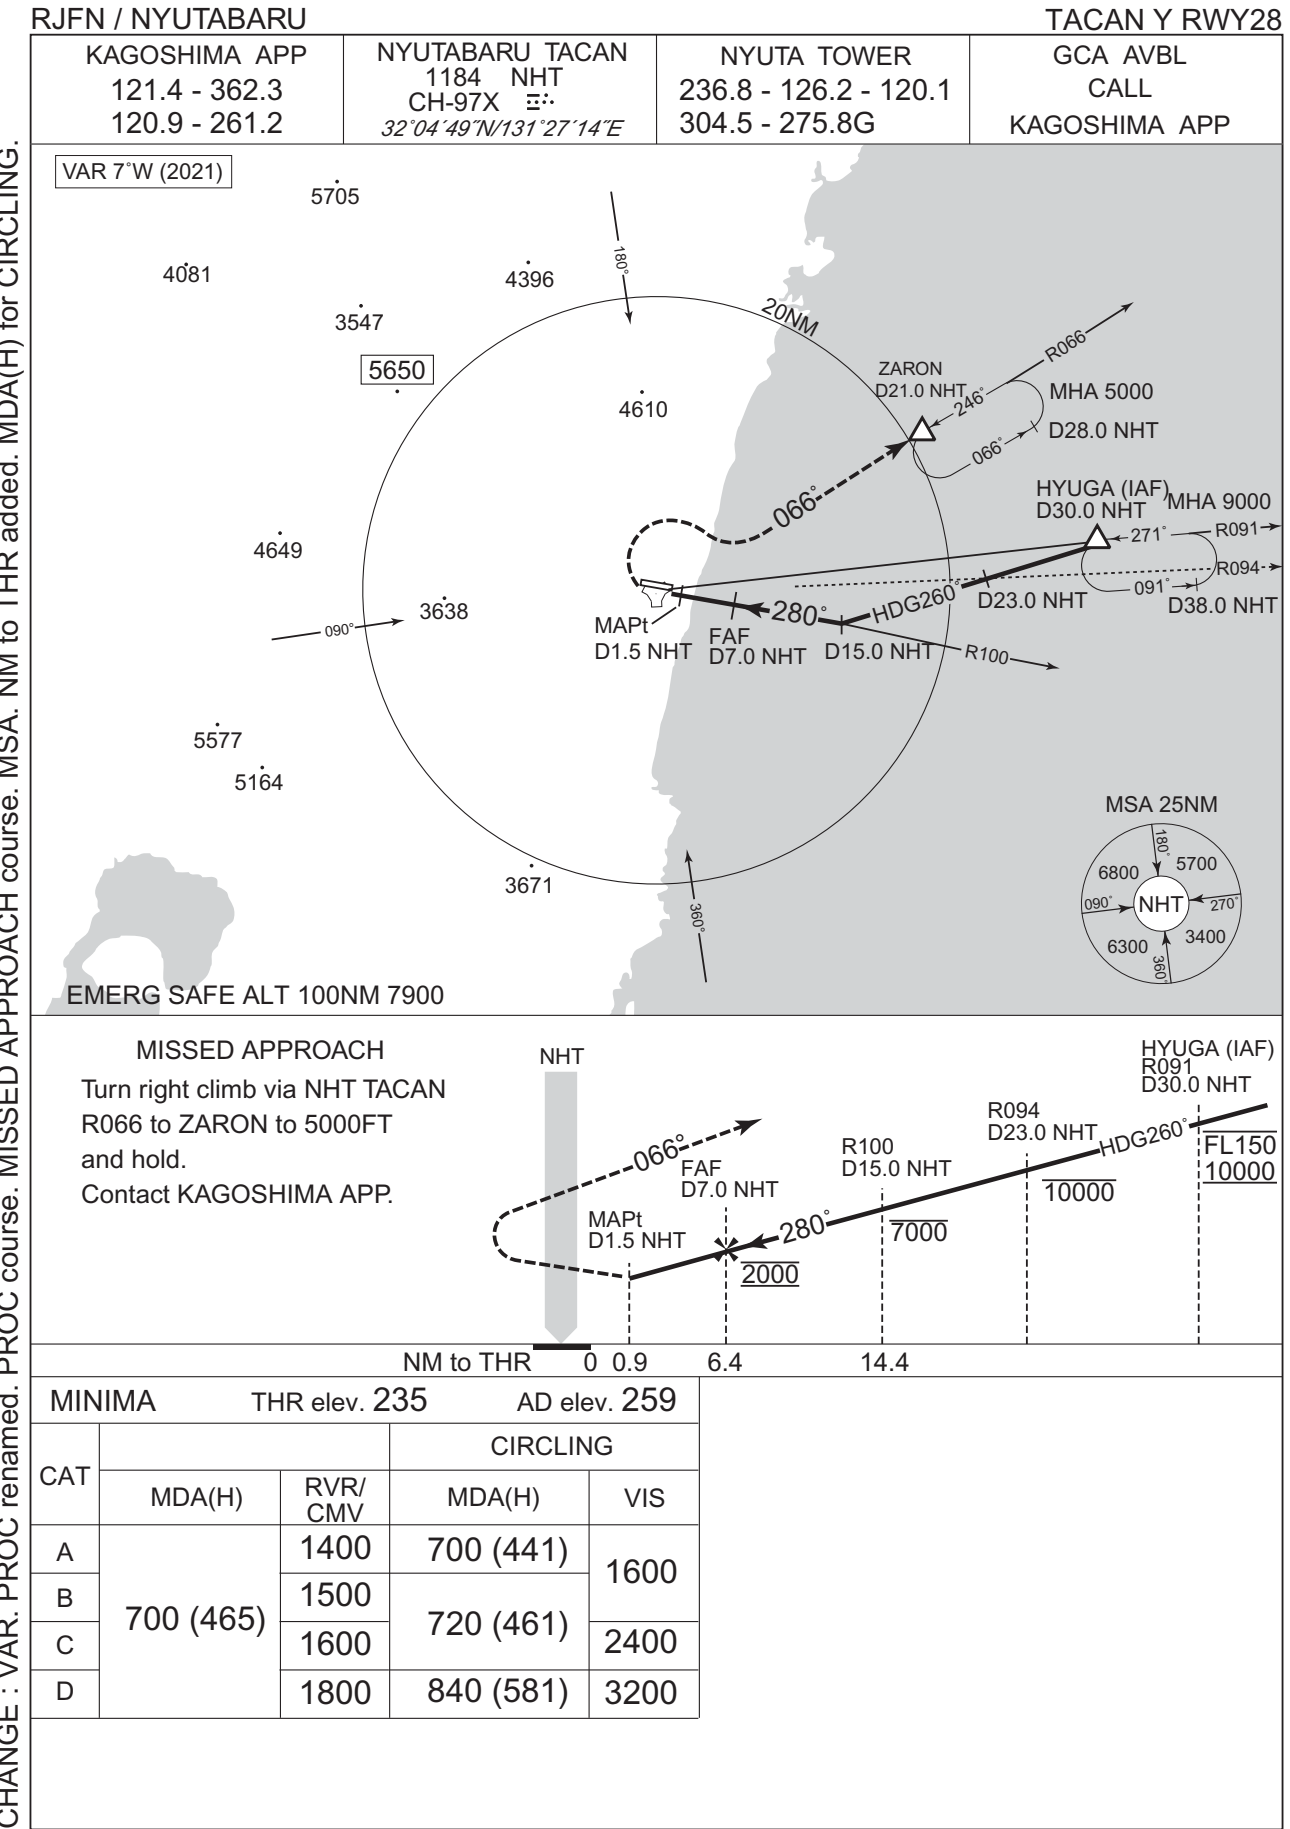 RJFN / NYUTABARU
TACAN Y RWY28
KAGOSHIMA APP
121.4 - 362.3
120.9 - 261.2
NYUTABARU TACAN
1184 NHT
CH-97X
32°04´49˝N/131°27´14˝E
NYUTA TOWER
236.8 - 126.2 - 120.1
304.5 - 275.8G
GCA AVBL
CALL
KAGOSHIMA APP
CHANGE : VAR. PROC renamed. PROC course. MISSED APPROACH course. MSA. NM to THR added. MDA(H) for CIRCLING.
VAR 7°W (2021)
5705
4081
4396
3547
5650
4610
180°
20NM
ZARON
D21.0 NHT
R066
246°
MHA 5000
D28.0 NHT
066°
066°
HYUGA (IAF)
D30.0 NHT
MHA 9000
271°
R091
R094
091°
D38.0 NHT
D23.0 NHT
HDG260°
280°
4649
3638
090°
MAPt
D1.5 NHT
FAF
D7.0 NHT
D15.0 NHT
R100
5577
5164
3671
360°
MSA 25NM
180°
6800
5700
090°
NHT
270°
6300
3400
360°
EMERG SAFE ALT 100NM 7900
MISSED APPROACH
Turn right climb via NHT TACAN
R066 to ZARON to 5000FT
and hold.
Contact KAGOSHIMA APP.
NHT
066°
MAPt
D1.5 NHT
FAF
D7.0 NHT
2000
280°
R100
D15.0 NHT
7000
R094
D23.0 NHT
10000
HDG260°
HYUGA (IAF)
R091
D30.0 NHT
FL150
10000
NM to THR 0 0.9 6.4 14.4
MINIMA THR elev. 235 AD elev. 259
CAT
CIRCLING
MDA(H)
RVR/
CMV
MDA(H)
VIS
A
B
C
D
700 (465)
1400
1500
1600
1800
700 (441)
720 (461)
840 (581)
1600
2400
3200